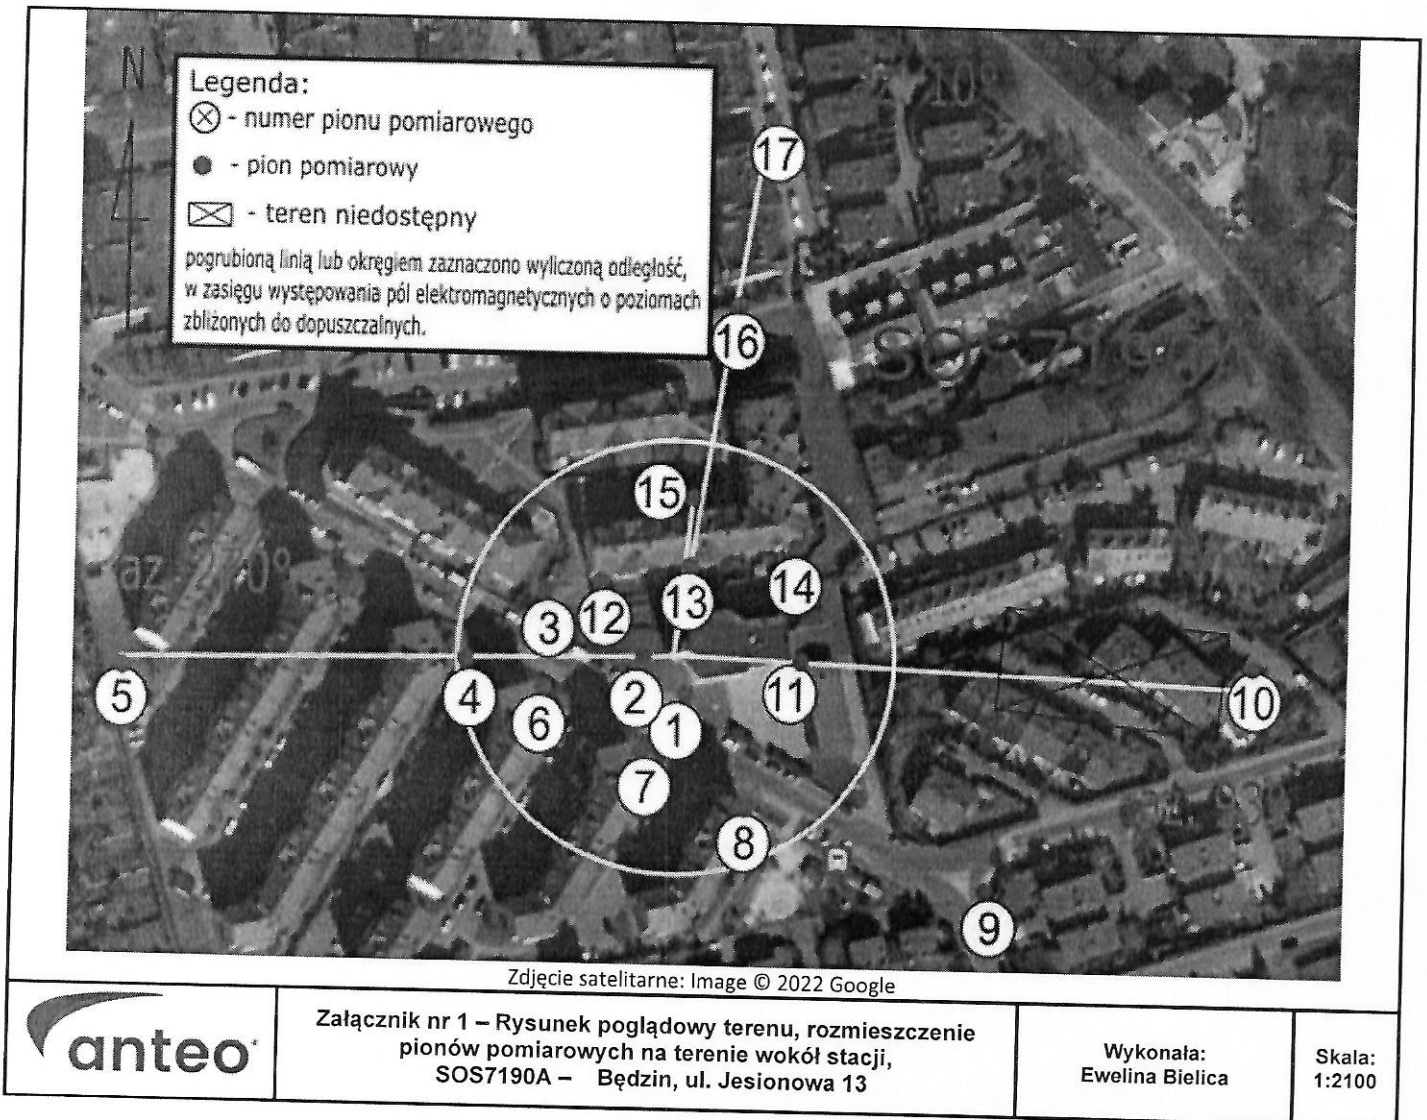 N
Legenda:
- numer pionu pomiarowego
- pion pomiarowy
- teren niedostępny
pogrubioną linią lub okręgiem zaznaczono wyliczoną odległość,
w zasięgu występowania pól elektromagnetycznych o poziomach
zbliżonych do dopuszczalnych.
17
16
15
14
13
3
12
5
4
6
2
1
11
10
7
8
9
az. 270°
Zdjęcie satelitarne: Image © 2022 Google
anteo
Załącznik nr 1 – Rysunek poglądowy terenu, rozmieszczenie
pionów pomiarowych na terenie wokół stacji,
SOS7190A – Będzin, ul. Jesionowa 13
Wykonała:
Ewelina Bielica
Skala:
1:2100